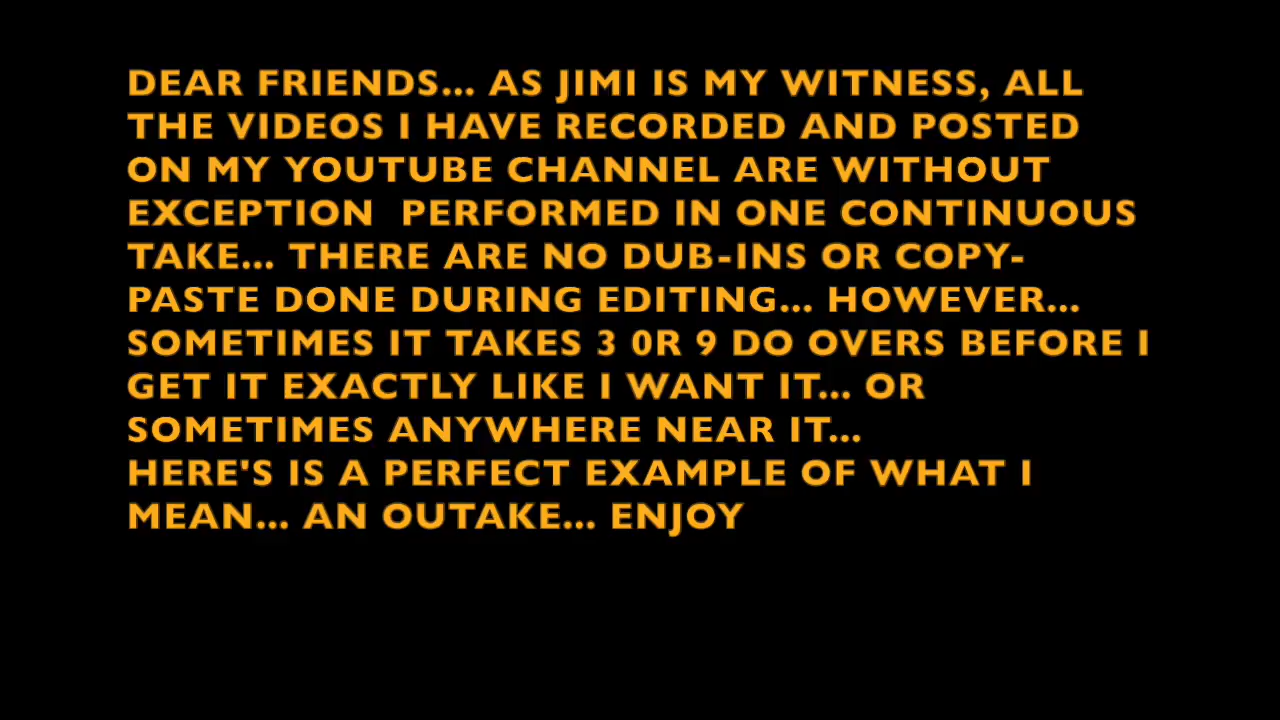 DEAR FRIENDS... AS JIMI IS MY WITNESS, ALL
THE VIDEOS I HAVE RECORDED AND POSTED
ON MY YOUTUBE CHANNEL ARE WITHOUT
EXCEPTION  PERFORMED IN ONE CONTINUOUS
TAKE... THERE ARE NO DUB-INS OR COPY-
PASTE DONE DURING EDITING... HOWEVER...
SOMETIMES IT TAKES 3 0R 9 DO OVERS BEFORE I
GET IT EXACTLY LIKE I WANT IT... OR
SOMETIMES ANYWHERE NEAR IT...
HERE'S IS A PERFECT EXAMPLE OF WHAT I
MEAN... AN OUTAKE... ENJOY